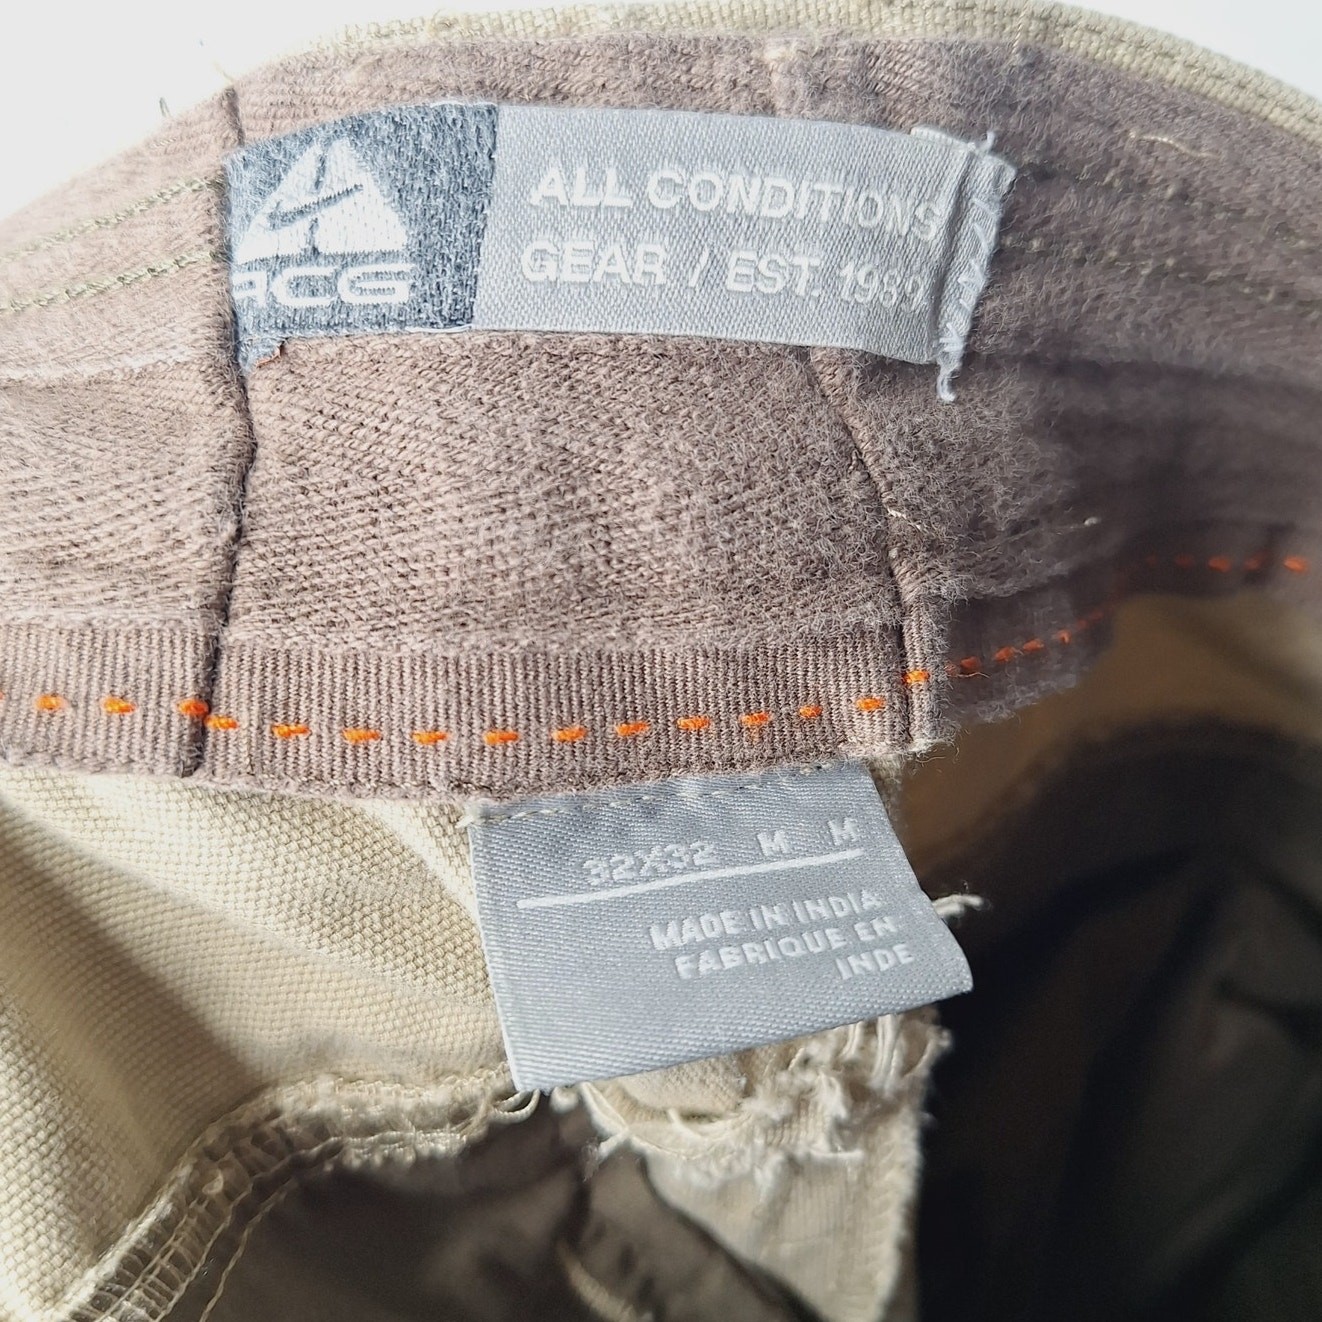 ACG
ALL CONDITIONS
GEAR / EST. 1989
32X32 M M
MADE IN INDIA
FABRIQUE EN
INDE